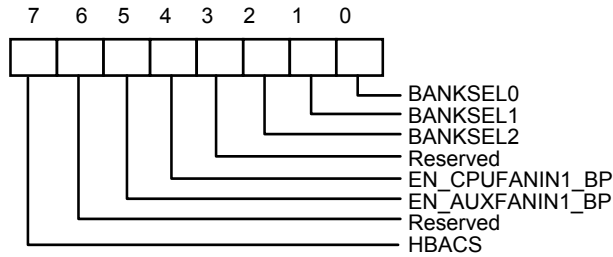 7 6 5 4 3 2 1 0
BANKSEL0
BANKSEL1
BANKSEL2
Reserved
EN_CPUFANIN1_BP
EN_AUXFANIN1_BP
Reserved
HBACS